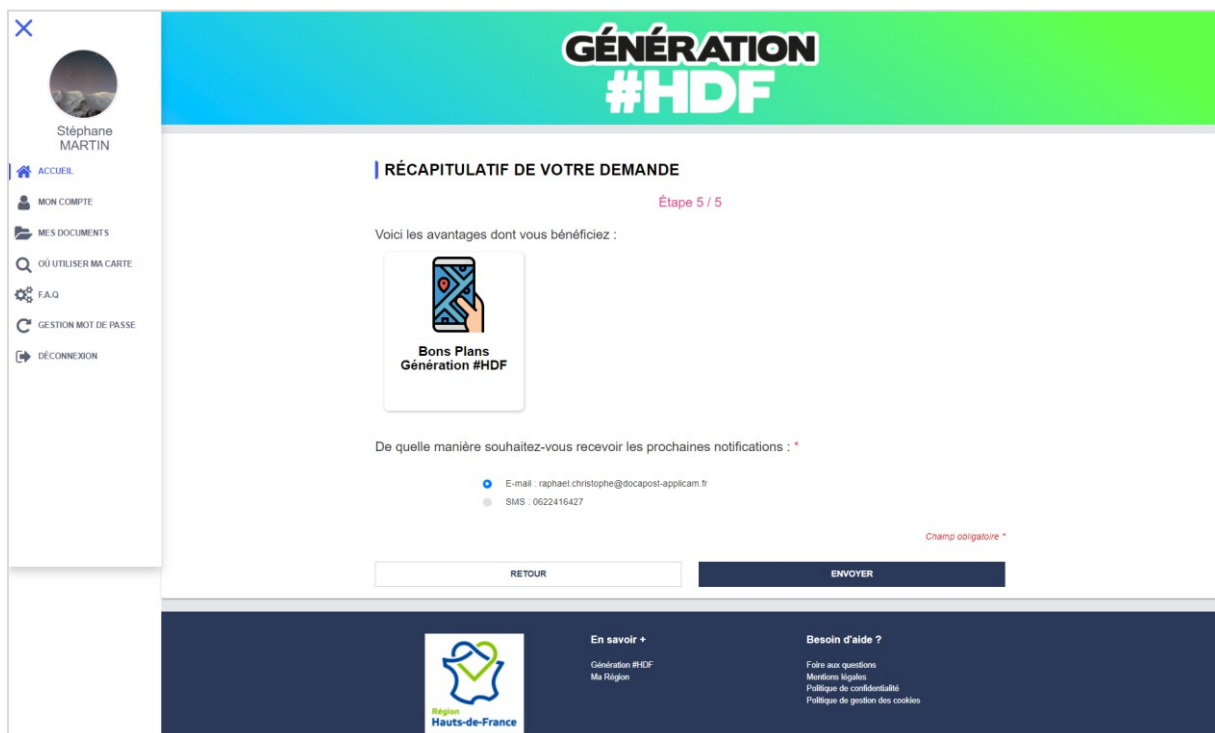 GÉNÉRATION
#HDF
Stéphane
MARTIN
ACCUEIL
MON COMPTE
MES DOCUMENTS
OÙ UTILISER MA CARTE
F.A.Q
GESTION MOT DE PASSE
DÉCONNEXION
RÉCAPITULATIF DE VOTRE DEMANDE
Étape 5 / 5
Voici les avantages dont vous bénéficiez :
Bons Plans
Génération #HDF
De quelle manière souhaitez-vous recevoir les prochaines notifications : *
E-mail : raphael.christophe@docapost-applicam.fr
SMS : 0622416427
Champ obligatoire *
RETOUR
ENVOYER
Région
Hauts-de-France
En savoir +
Génération #HDF
Ma Région
Besoin d'aide ?
Foire aux questions
Mentions légales
Politique de confidentialité
Politique de gestion des cookies